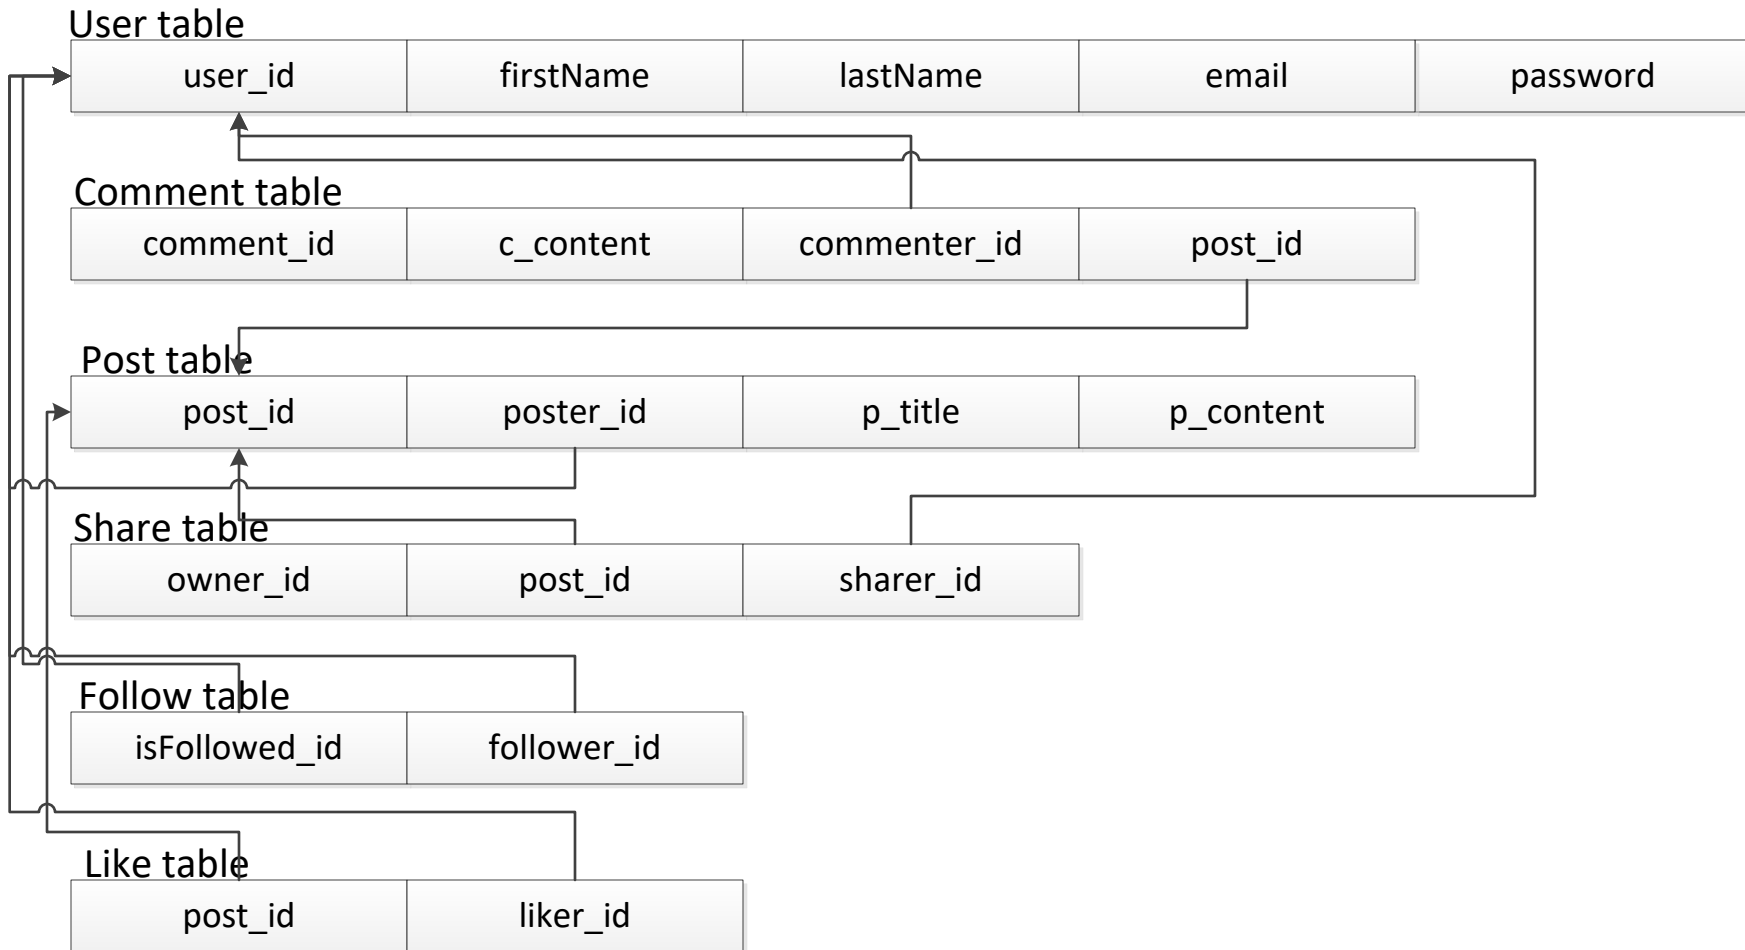 User table
user_id firstName lastName email password
Comment table
comment_id c_content commenter_id post_id
Post table
post_id poster_id p_title p_content
Share table
owner_id post_id sharer_id
Follow table
isFollowed_id follower_id
Like table
post_id liker_id